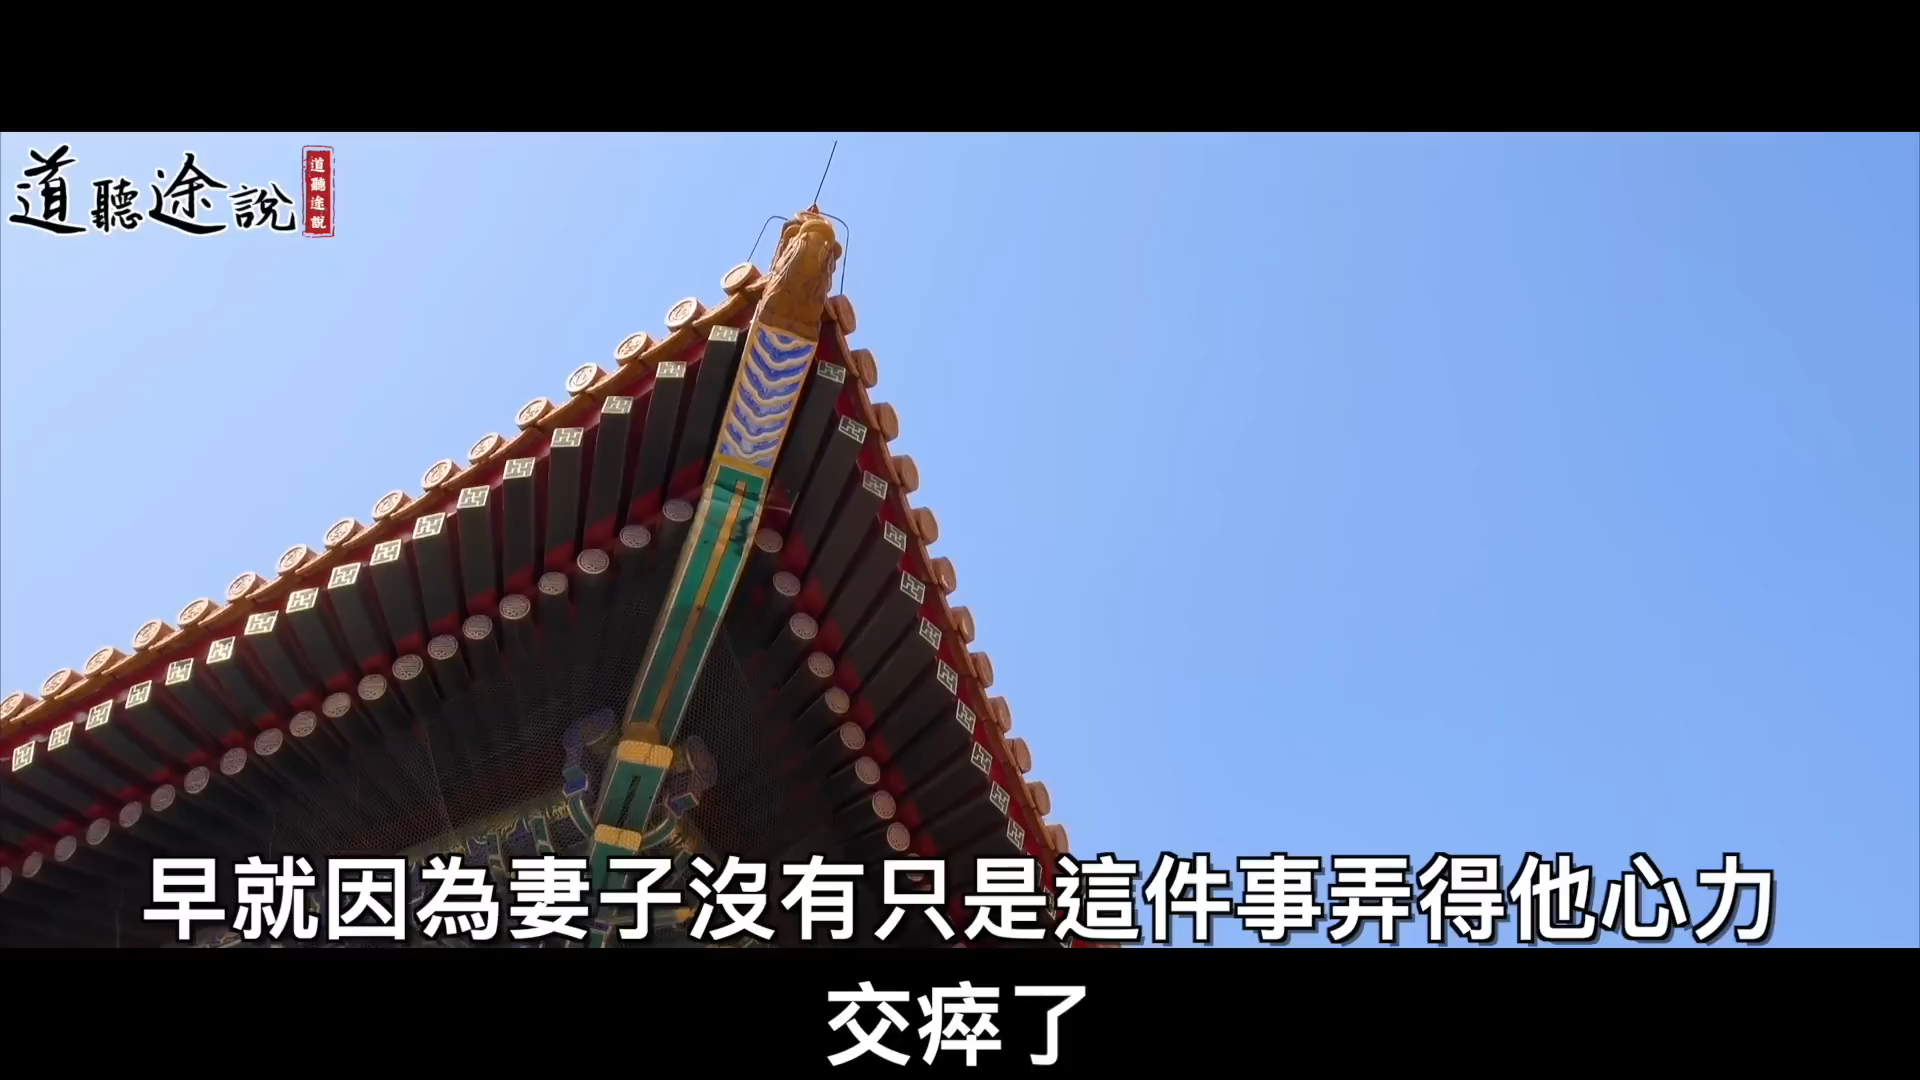 道聽途說
道聽途說
早就因為妻子沒有只是這件事弄得他心力
交瘁了